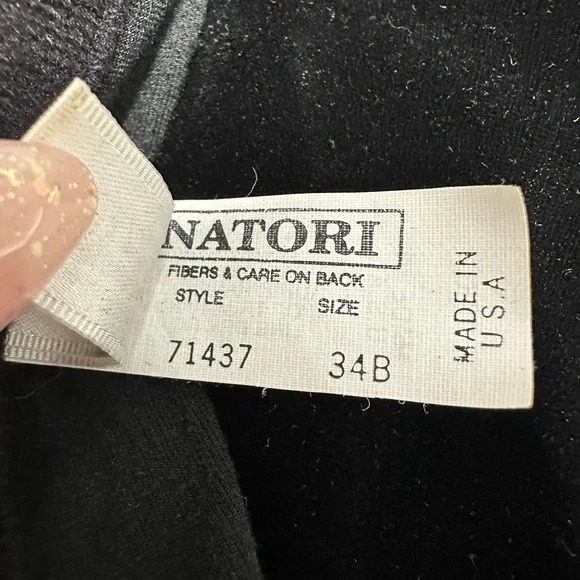 NATORI
FIBERS & CARE ON BACK
STYLE SIZE
71437 34B
MADE IN
U.S.A